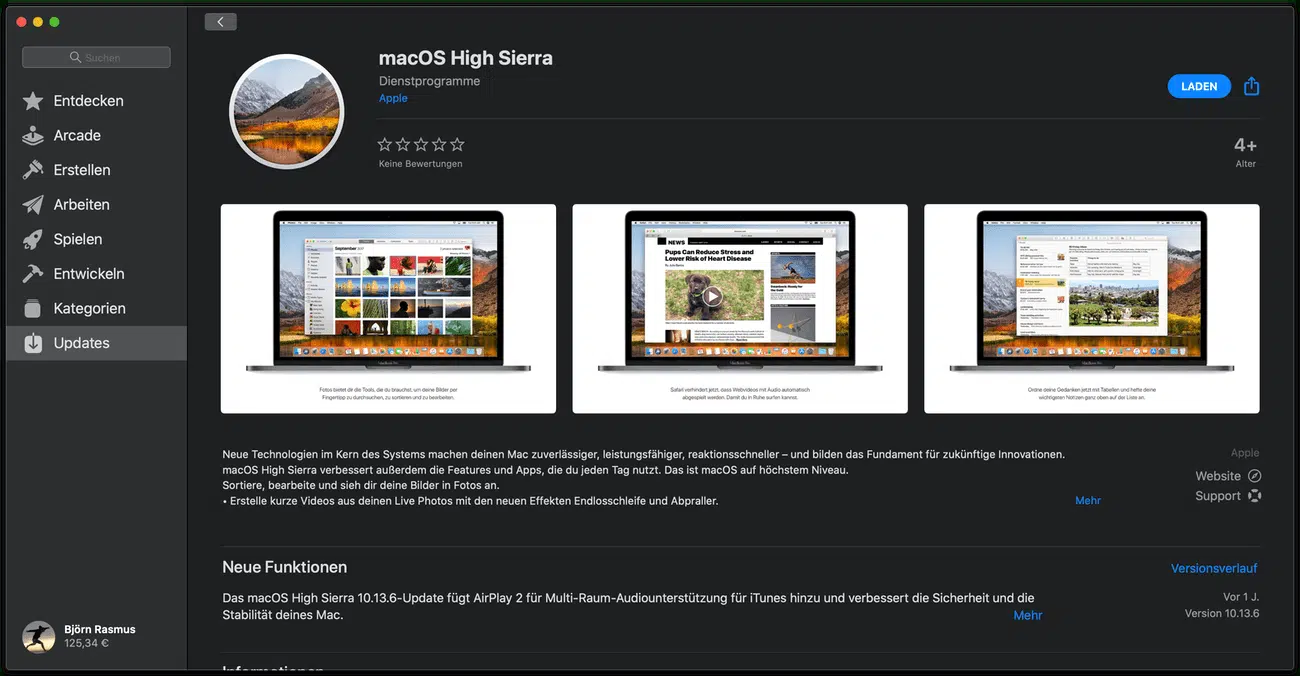 Suchen
Entdecken
Arcade
Erstellen
Arbeiten
Spielen
Entwickeln
Kategorien
Updates
Björn Rasmus
125,34 €
macOS High Sierra
Dienstprogramme
Apple
LADEN
Keine Bewertungen
4+
Alter
September 2017
Fotos bietet dir die Tools, die du brauchst, um deine Bilder per
Fingertipp zu durchsuchen, zu sortieren und zu bearbeiten.
NEWS
Pups Can Reduce Stress and
Lower Risk of Heart Disease
Safari verhindert jetzt, dass Webvideos mit Audio automatisch
abgespielt werden. Damit du in Ruhe surfen kannst.
Ordne deine Gedanken jetzt mit Tabellen und hefte deine
wichtigsten Notizen ganz oben auf der Liste an.
Neue Technologien im Kern des Systems machen deinen Mac zuverlässiger, leistungsfähiger, reaktionsschneller – und bilden das Fundament für zukünftige Innovationen.
macOS High Sierra verbessert außerdem die Features und Apps, die du jeden Tag nutzt. Das ist macOS auf höchstem Niveau.
Sortiere, bearbeite und sieh dir deine Bilder in Fotos an.
• Erstelle kurze Videos aus deinen Live Photos mit den neuen Effekten Endlosschleife und Abpraller.
Mehr
Apple
Website
Support
Neue Funktionen
Versionsverlauf
Das macOS High Sierra 10.13.6-Update fügt AirPlay 2 für Multi-Raum-Audiounterstützung für iTunes hinzu und verbessert die Sicherheit und die
Stabilität deines Mac.
Mehr
Vor 1 J.
Version 10.13.6
Informationen